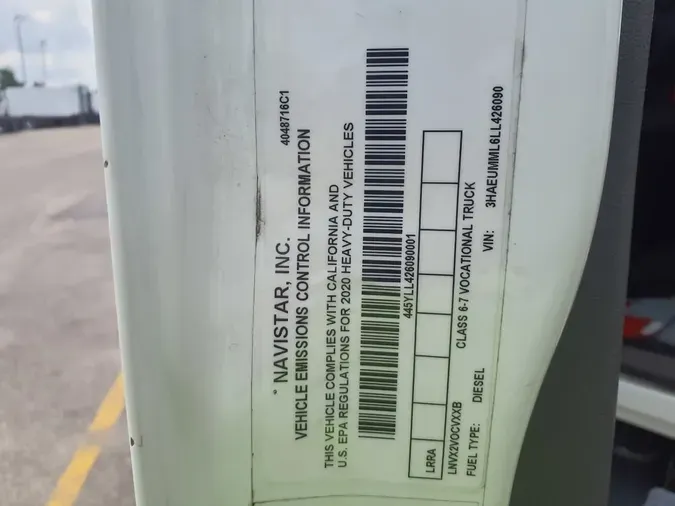 4048716C1
* NAVISTAR, INC.
VEHICLE EMISSIONS CONTROL INFORMATION
THIS VEHICLE COMPLIES WITH CALIFORNIA AND
U.S. EPA REGULATIONS FOR 2020 HEAVY-DUTY VEHICLES
445YLL426090001
LRRA
LNVX2VOCVXXB
CLASS 6-7 VOCATIONAL TRUCK
FUEL TYPE: DIESEL
VIN: 3HAEUMML6LL426090